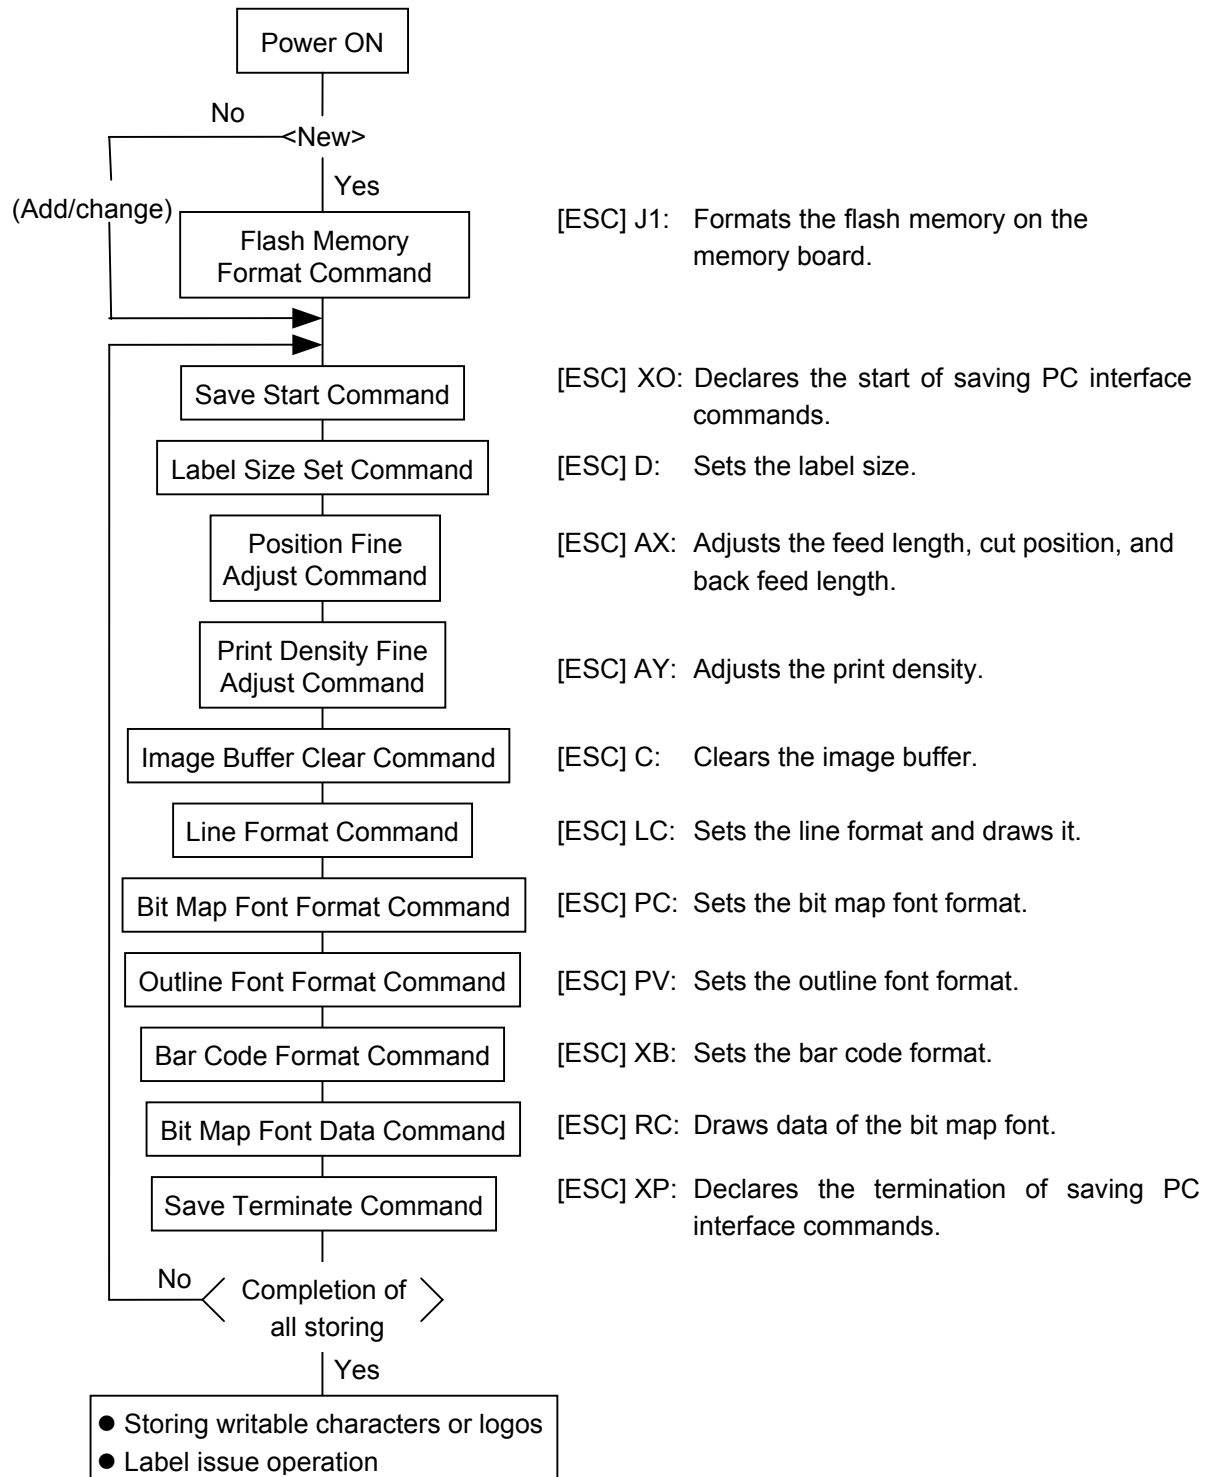 Power ON
No
<New>
Yes
(Add/change)
Flash Memory
Format Command
[ESC] J1: Formats the flash memory on the
memory board.
Save Start Command
[ESC] XO: Declares the start of saving PC interface
commands.
Label Size Set Command
[ESC] D: Sets the label size.
Position Fine
Adjust Command
[ESC] AX: Adjusts the feed length, cut position, and
back feed length.
Print Density Fine
Adjust Command
[ESC] AY: Adjusts the print density.
Image Buffer Clear Command
[ESC] C: Clears the image buffer.
Line Format Command
[ESC] LC: Sets the line format and draws it.
Bit Map Font Format Command
[ESC] PC: Sets the bit map font format.
Outline Font Format Command
[ESC] PV: Sets the outline font format.
Bar Code Format Command
[ESC] XB: Sets the bar code format.
Bit Map Font Data Command
[ESC] RC: Draws data of the bit map font.
Save Terminate Command
[ESC] XP: Declares the termination of saving PC
interface commands.
No
Completion of
all storing
Yes
● Storing writable characters or logos
● Label issue operation